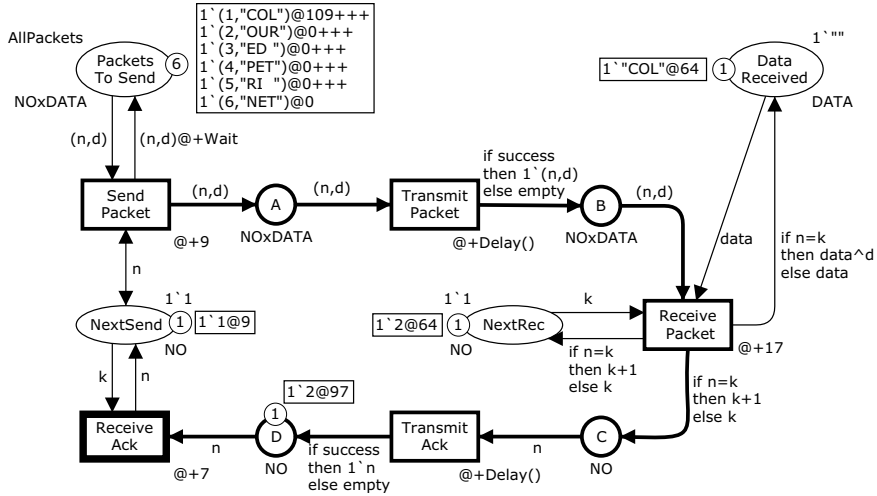 AllPackets
Packets
To Send
6
NOxDATA
1`(1,"COL")@109+++
1`(2,"OUR")@0+++
1`(3,"ED ")@0+++
1`(4,"PET")@0+++
1`(5,"RI  ")@0+++
1`(6,"NET")@0
1`""
1`"COL"@64
1
Data
Received
DATA
(n,d)
(n,d)@+Wait
Send
Packet
@+9
(n,d)
A
NOxDATA
(n,d)
Transmit
Packet
@+Delay()
if success
then 1`(n,d)
else empty
B
NOxDATA
(n,d)
data
if n=k
then data^d
else data
n
1`1
NextSend
1
1`1@9
NO
1`1
1`2@64
1
NextRec
NO
k
if n=k
then k+1
else k
Receive
Packet
@+17
k
n
Receive
Ack
@+7
n
1`2@97
1
D
NO
if success
then 1`n
else empty
Transmit
Ack
@+Delay()
n
C
NO
if n=k
then k+1
else k